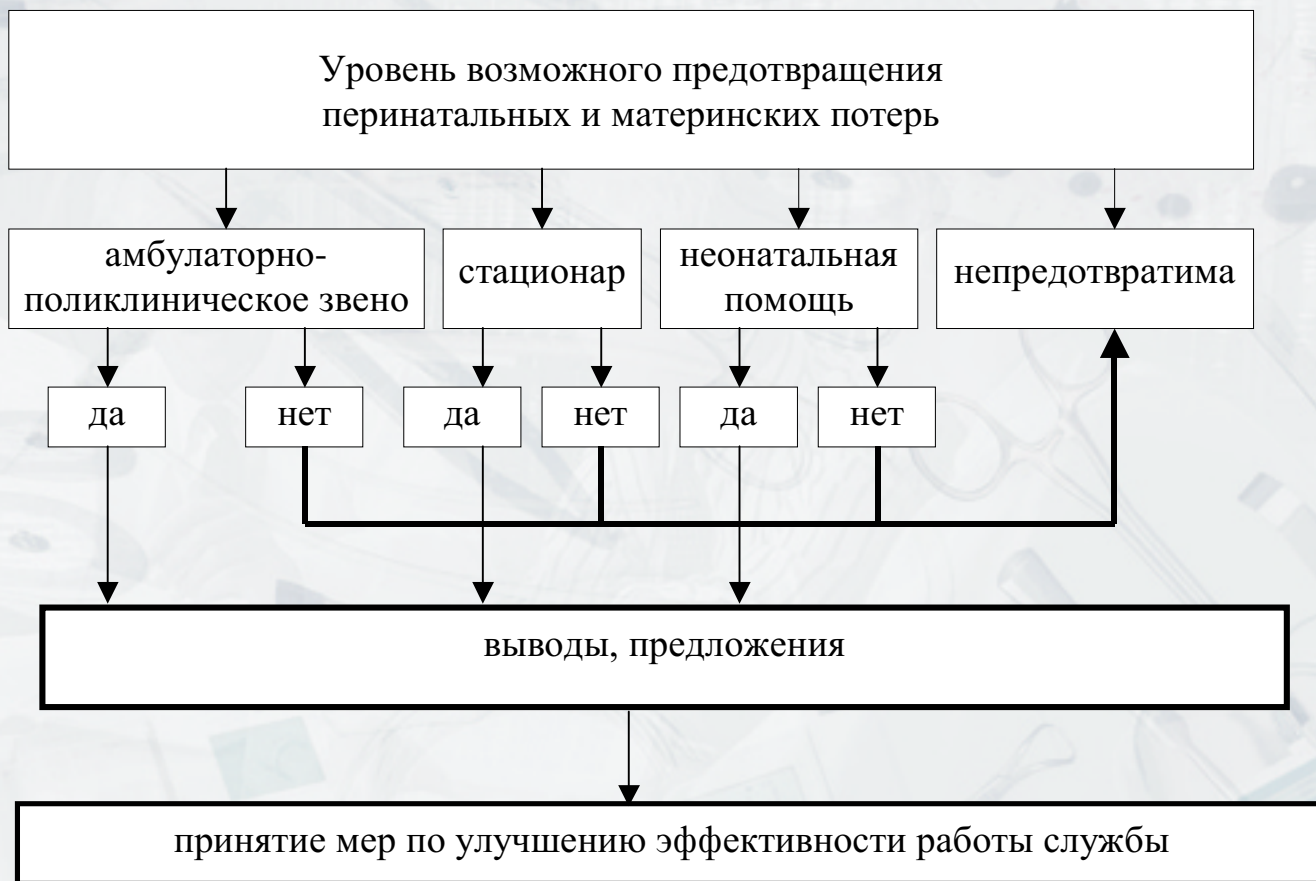 Уровень возможного предотвращения
перинатальных и материнских потерь
амбулаторно-
поликлиническое звено
стационар
неонатальная
помощь
непредотвратима
да
нет
да
нет
да
нет
выводы, предложения
принятие мер по улучшению эффективности работы службы